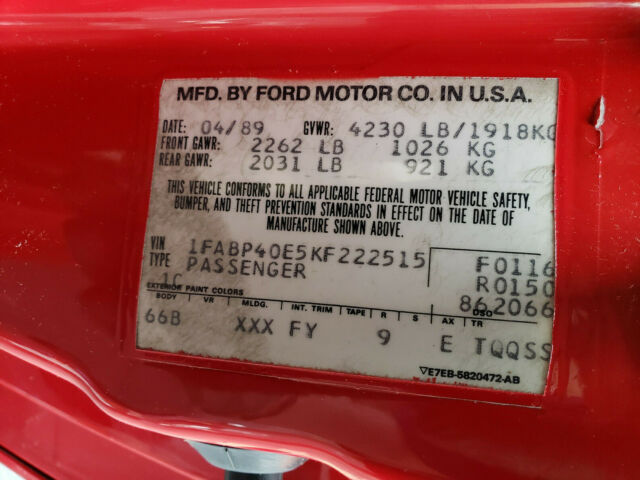 MFD. BY FORD MOTOR CO. IN U.S.A.
DATE: 04/89 GVWR: 4230 LB/1918KG
FRONT GAWR: 2262 LB 1026 KG
REAR GAWR: 2031 LB 921 KG
THIS VEHICLE CONFORMS TO ALL APPLICABLE FEDERAL MOTOR VEHICLE SAFETY,
BUMPER, AND THEFT PREVENTION STANDARDS IN EFFECT ON THE DATE OF
MANUFACTURE SHOWN ABOVE.
VIN 1FABP40E5KF222515 F0116
TYPE PASSENGER R0150
1C 862066
EXTERIOR PAINT COLORS DSO
BODY VR MLDG. INT. TRIM TAPE R S AX TR
66B XXX FY 9 E TQQSS
▽E7EB-5820472-AB